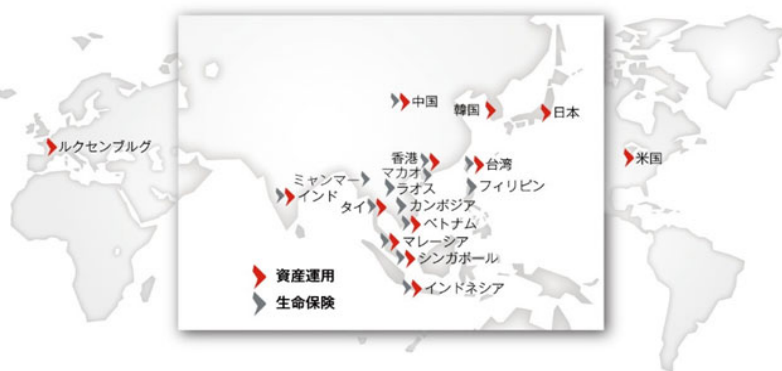 中国
韓国
日本
ルクセンブルグ
香港
台湾
米国
マカオ
ミャンマー
ラオス
フィリピン
インド
タイ
カンボジア
ベトナム
マレーシア
シンガポール
資産運用
インドネシア
生命保険